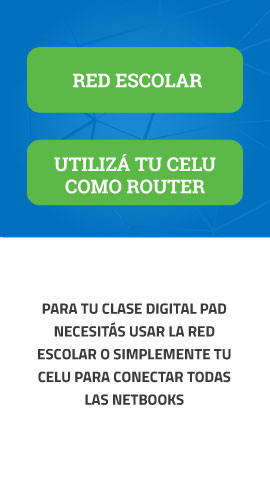 RED ESCOLAR
UTILIZÁ TU CELU
COMO ROUTER
PARA TU CLASE DIGITAL PAD
NECESITÁS USAR LA RED
ESCOLAR O SIMPLEMENTE TU
CELU PARA CONECTAR TODAS
LAS NETBOOKS